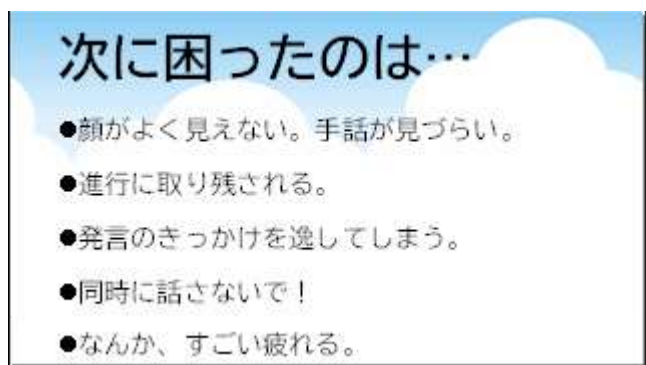 次に困ったのは…
●顔がよく見えない。手話が見づらい。
●進行に取り残される。
●発言のきっかけを逸してしまう。
●同時に話さないで！
●なんか、すごい疲れる。